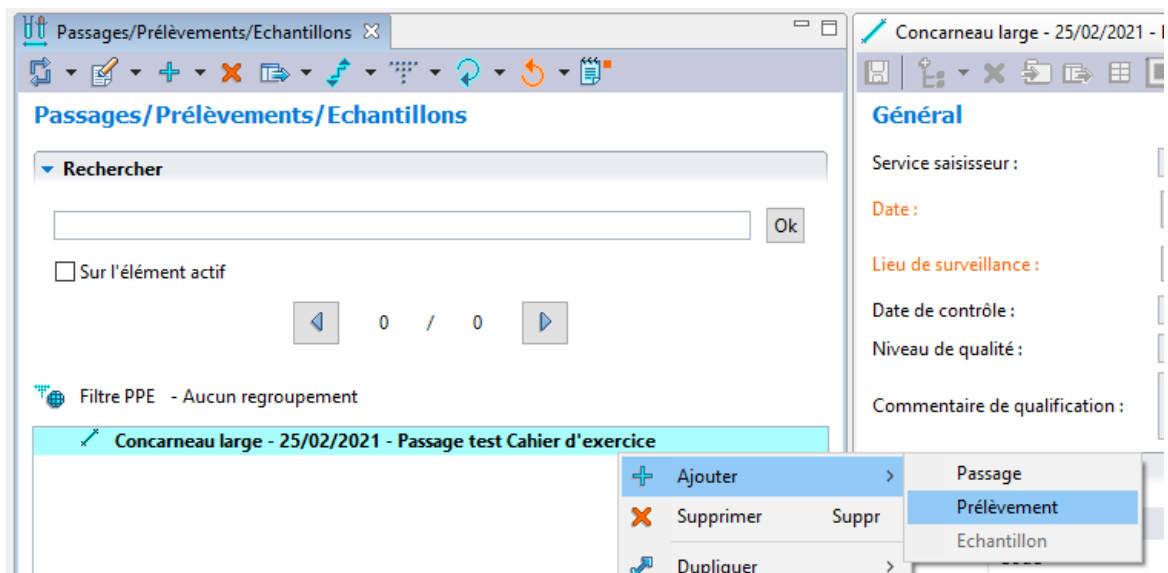 Passages/Prélèvements/Echantillons
Passages/Prélèvements/Echantillons
Rechercher
Ok
Sur l'élément actif
0 / 0
Filtre PPE - Aucun regroupement
Concarneau large - 25/02/2021 - Passage test Cahier d'exercice
Ajouter
Supprimer Suppr
Dupliquer
Passage
Prélèvement
Echantillon
Concarneau large - 25/02/2021 -
Général
Service saisisseur :
Date :
Lieu de surveillance :
Date de contrôle :
Niveau de qualité :
Commentaire de qualification :